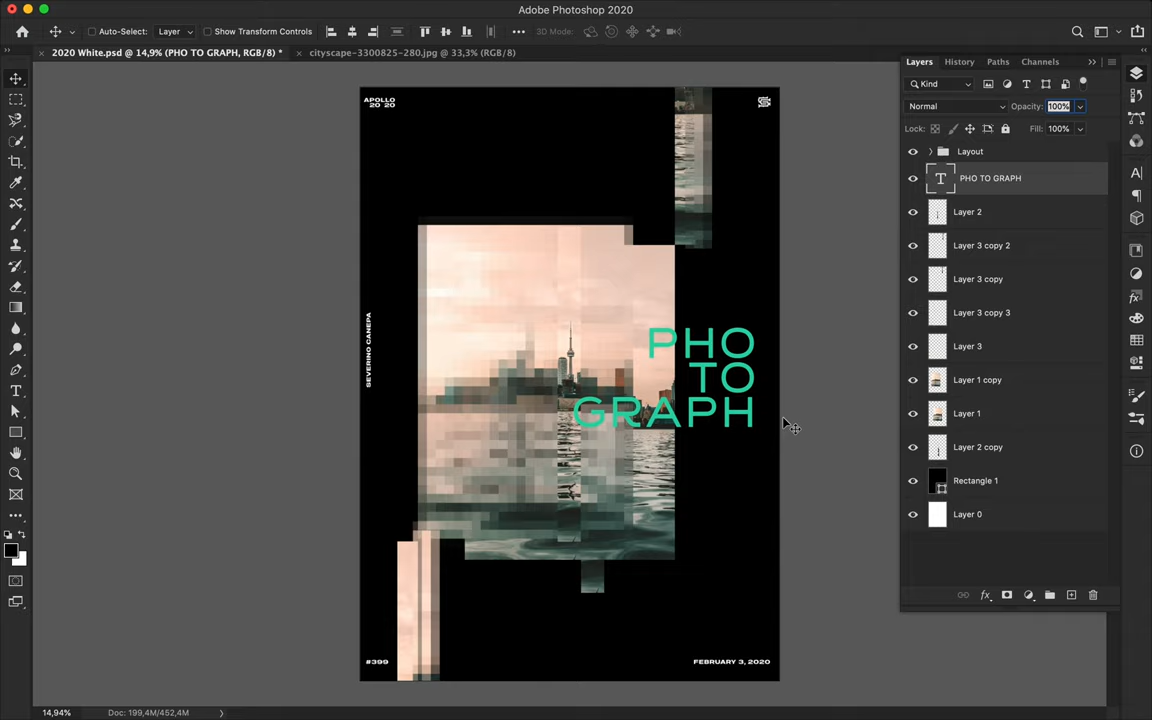 Adobe Photoshop 2020
Auto-Select: Layer Show Transform Controls 3D Mode:
2020 White.psd @ 14,9% (PHO TO GRAPH, RGB/8) *
cityscape-3300825-280.jpg @ 33,3% (RGB/8)
Layers History Paths Channels
Kind
Normal Opacity: 100%
Lock: Fill: 100%
Layout
T PHO TO GRAPH
Layer 2
Layer 3 copy 2
Layer 3 copy
Layer 3 copy 3
Layer 3
Layer 1 copy
Layer 1
Layer 2 copy
Rectangle 1
Layer 0
fx
APOLLO
20 20
SEVERINO CANEPA
PHO
TO
GRAPH
#399
FEBRUARY 3, 2020
14,94% Doc: 199,4M/452,4M